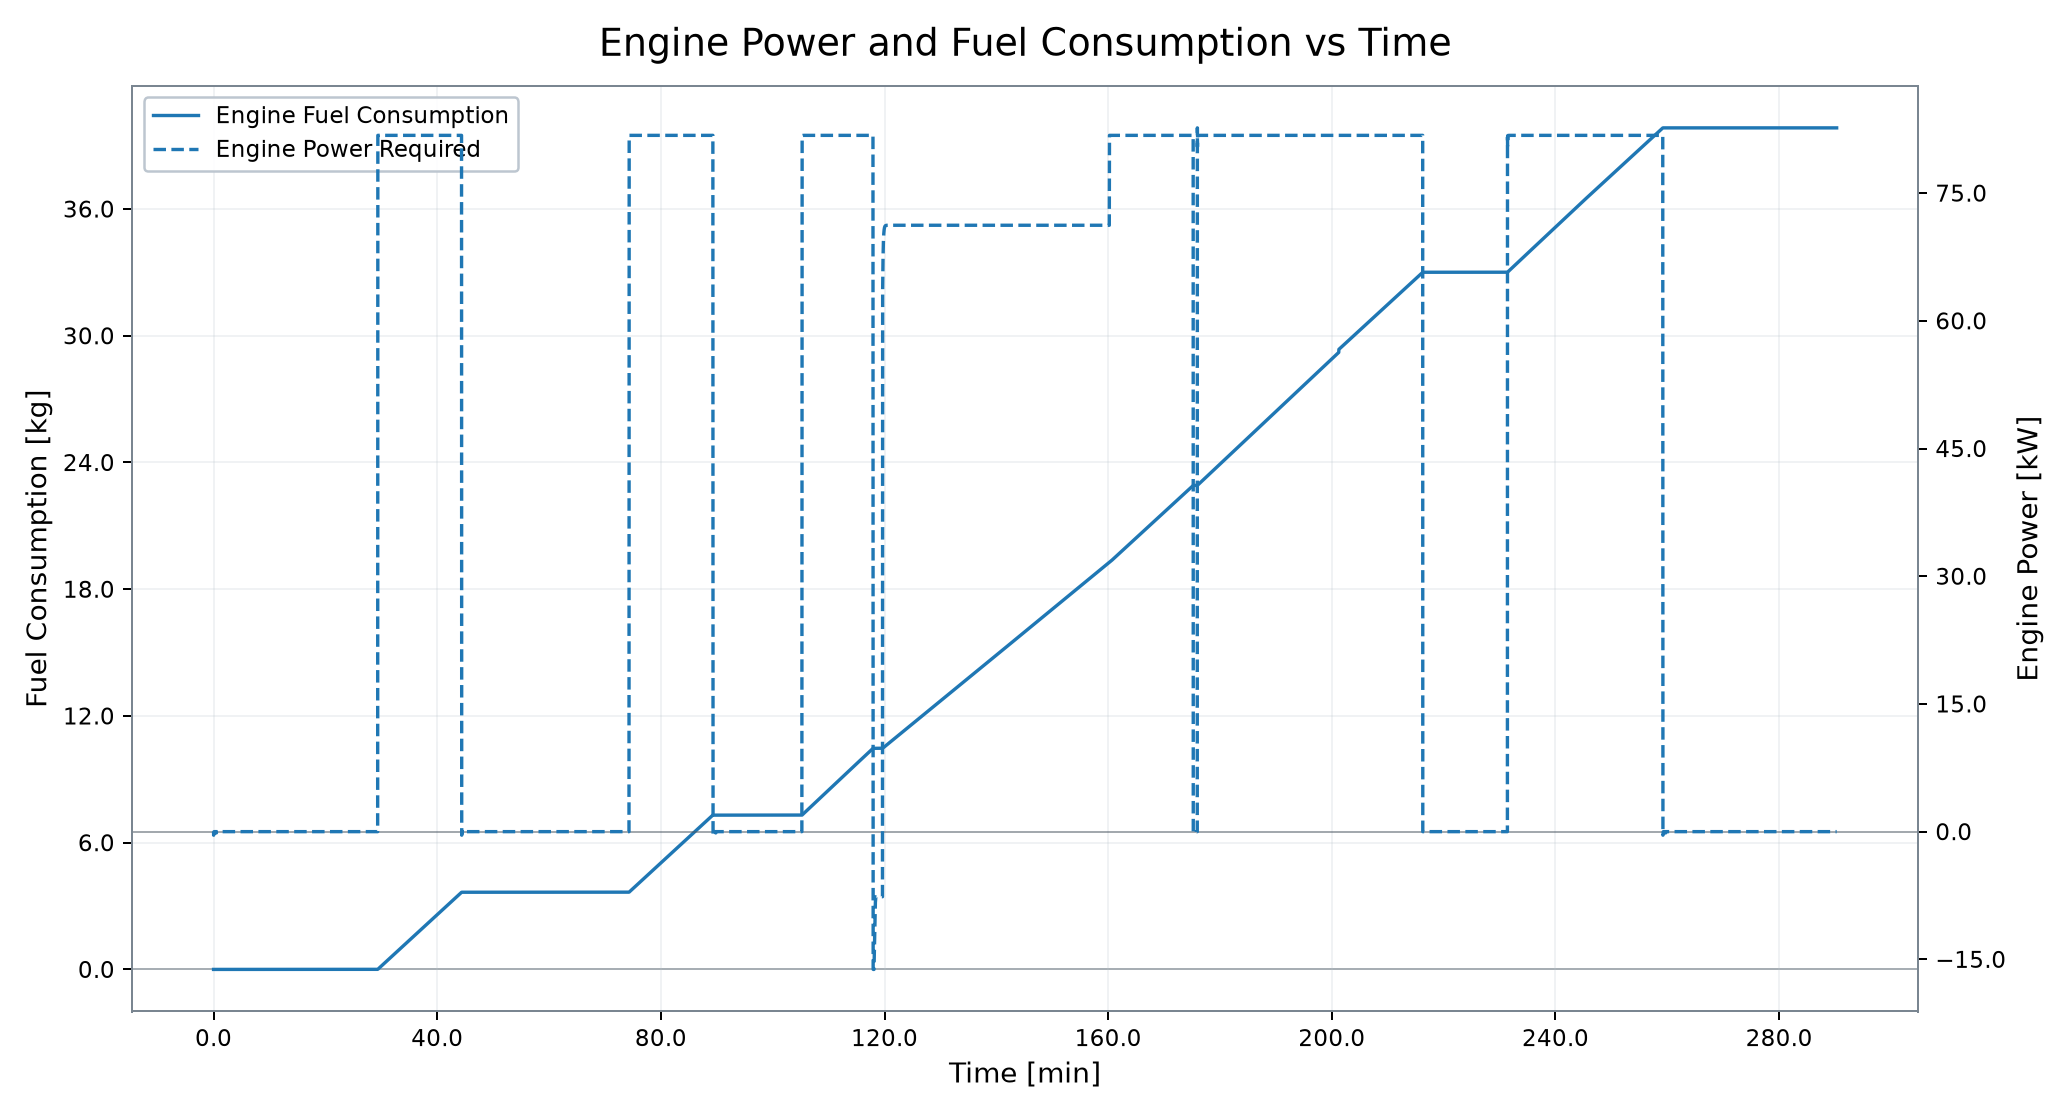 Engine Power and Fuel Consumption vs Time
Engine Fuel Consumption
Engine Power Required
Fuel Consumption [kg]
36.0
30.0
24.0
18.0
12.0
6.0
0.0
Engine Power [kW]
75.0
60.0
45.0
30.0
15.0
0.0
−15.0
0.0 40.0 80.0 120.0 160.0 200.0 240.0 280.0
Time [min]